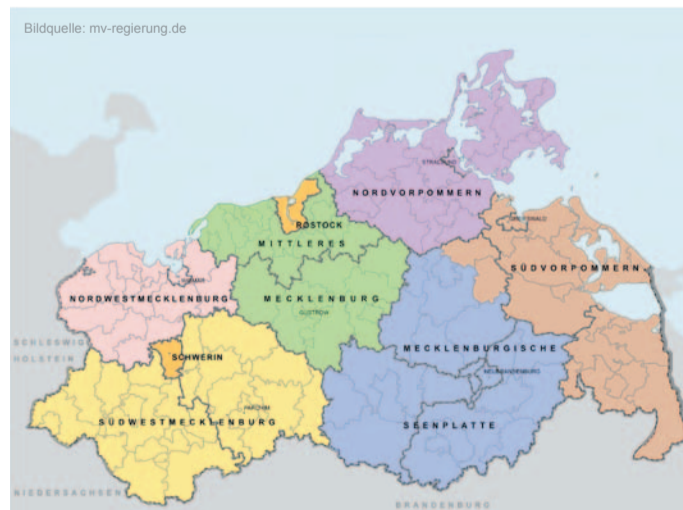 Bildquelle: mv-regierung.de
STRALSUND
NORDVORPOMMERN
GREIFSWALD
ROSTOCK
MITTLERES
SÜDVORPOMMERN
WISMAR
NORDWESTMECKLENBURG
MECKLENBURG
GÜSTROW
SCHLESWIG
HOLSTEIN
SCHWERIN
MECKLENBURGISCHE
NEUBRANDENBURG
PARCHIM
SÜDWESTMECKLENBURG
SEENPLATTE
NIEDERSACHSEN
BRANDENBURG